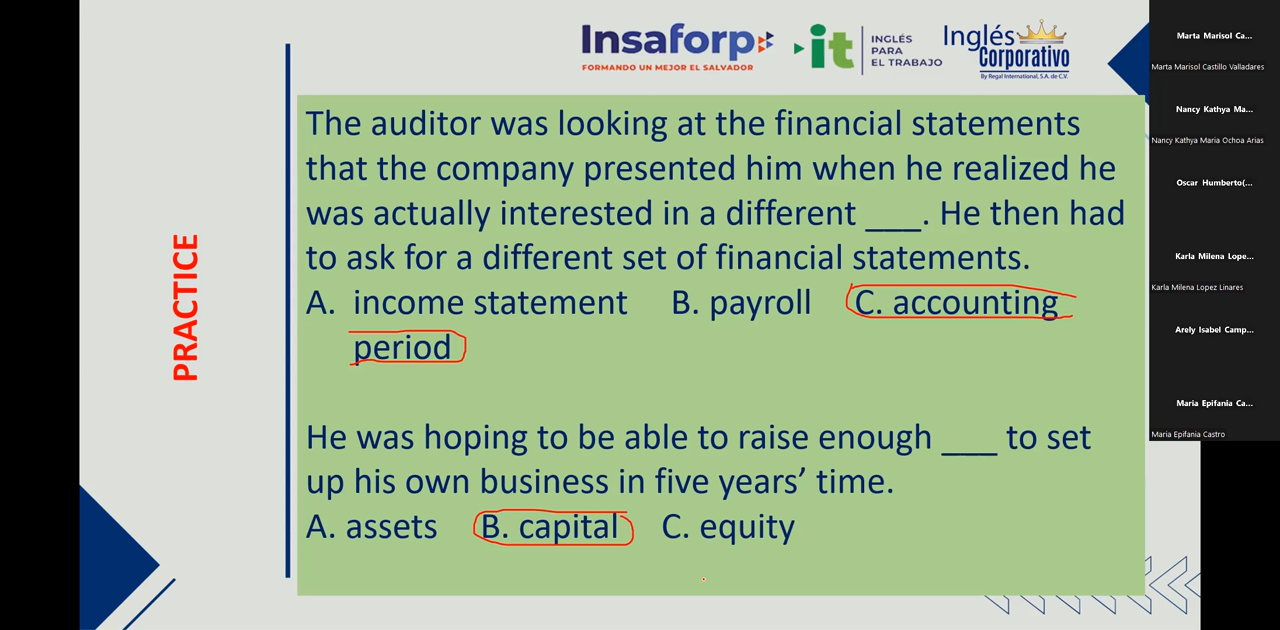 Insaforp
FORMANDO UN MEJOR EL SALVADOR
it
INGLÉS
PARA
EL TRABAJO
Inglés
Corporativo
By Regal International, S.A. de C.V.
PRACTICE
The auditor was looking at the financial statements
that the company presented him when he realized he
was actually interested in a different ___. He then had
to ask for a different set of financial statements.
A. income statement B. payroll C. accounting
period
He was hoping to be able to raise enough ___ to set
up his own business in five years’ time.
A. assets B. capital C. equity
Marta Marisol Ca...
Marta Marisol Castillo Valladares
Nancy Kathya Ma...
Nancy Kathya Maria Ochoa Arias
Oscar Humberto(...
Karla Milena Lope...
Karla Milena Lopez Linares
Arely Isabel Camp...
Maria Epifania Ca...
Maria Epifania Castro